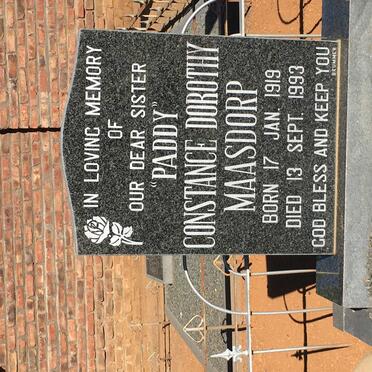 IN LOVING MEMORY
OF
OUR DEAR SISTER
"PADDY"
CONSTANCE DOROTHY
MAASDORP
BORN 17 JAN. 1919
DIED 13 SEPT. 1993
GOD BLESS AND KEEP YOU